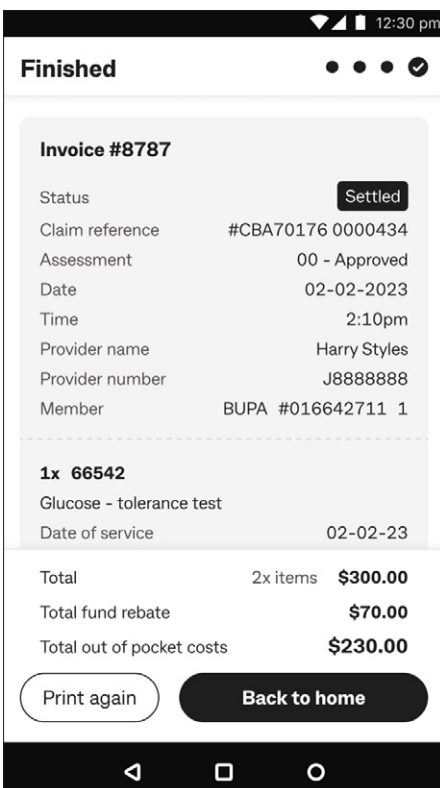 12:30 pm
Finished
Invoice #8787
Status Settled
Claim reference #CBA70176 0000434
Assessment 00 - Approved
Date 02-02-2023
Time 2:10pm
Provider name Harry Styles
Provider number J8888888
Member BUPA #016642711 1
1x 66542
Glucose - tolerance test
Date of service 02-02-23
Total 2x items $300.00
Total fund rebate $70.00
Total out of pocket costs $230.00
Print again Back to home